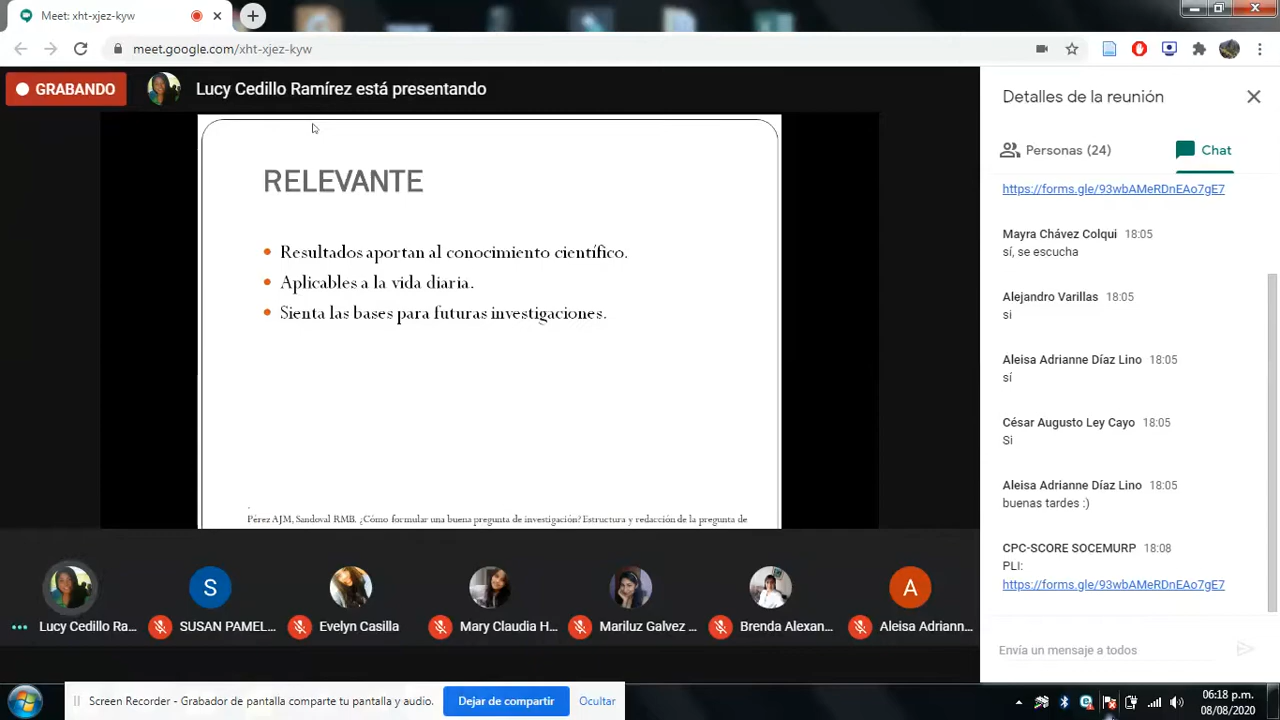 Meet: xht-xjez-kyw
meet.google.com/xht-xjez-kyw
GRABANDO
Lucy Cedillo Ramírez está presentando
RELEVANTE
• Resultados aportan al conocimiento científico.
• Aplicables a la vida diaria.
• Sienta las bases para futuras investigaciones.
Pérez AJM, Sandoval RMB. ¿Cómo formular una buena pregunta de investigación? Estructura y redacción de la pregunta de
Lucy Cedillo Ra...
S
SUSAN PAMEL...
Evelyn Casilla
Mary Claudia H...
Mariluz Galvez ...
Brenda Alexan...
A
Aleisa Adriann...
Detalles de la reunión
Personas (24)
Chat
https://forms.gle/93wbAMeRDnEAo7gE7
Mayra Chávez Colqui 18:05
sí, se escucha
Alejandro Varillas 18:05
si
Aleisa Adrianne Díaz Lino 18:05
sí
César Augusto Ley Cayo 18:05
Si
Aleisa Adrianne Díaz Lino 18:05
buenas tardes :)
CPC-SCORE SOCEMURP 18:08
PLI:
https://forms.gle/93wbAMeRDnEAo7gE7
Envía un mensaje a todos
Screen Recorder - Grabador de pantalla comparte tu pantalla y audio.
Dejar de compartir
Ocultar
06:18 p.m.
08/08/2020